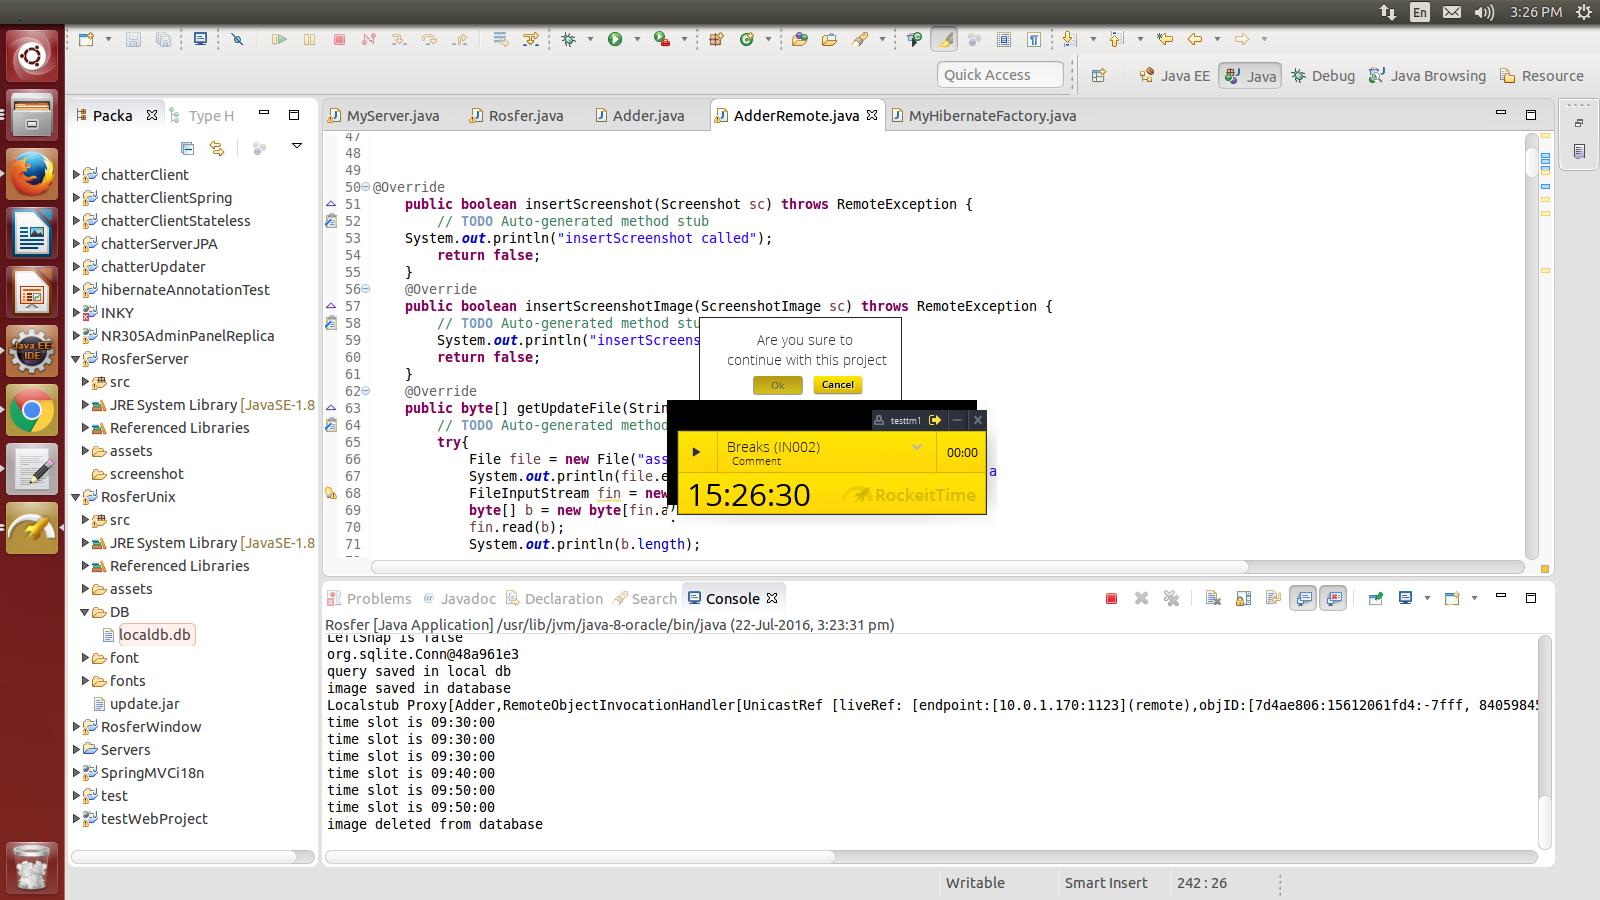 En
3:26 PM
Quick Access
Java EE
Java
Debug
Java Browsing
Resource
Packa
Type H
chatterClient
chatterClientSpring
chatterClientStateless
chatterServerJPA
chatterUpdater
hibernateAnnotationTest
INKY
NR305AdminPanelReplica
RosferServer
src
JRE System Library [JavaSE-1.8
Referenced Libraries
assets
screenshot
RosferUnix
src
JRE System Library [JavaSE-1.8
Referenced Libraries
assets
DB
localdb.db
font
fonts
update.jar
RosferWindow
Servers
SpringMVCi18n
test
testWebProject
Java EE
IDE
MyServer.java
Rosfer.java
Adder.java
AdderRemote.java
MyHibernateFactory.java
47
48
49
50 @Override
51 public boolean insertScreenshot(Screenshot sc) throws RemoteException {
52 // TODO Auto-generated method stub
53 System.out.println("insertScreenshot called");
54 return false;
55 }
56 @Override
57 public boolean insertScreenshotImage(ScreenshotImage sc) throws RemoteException {
58 // TODO Auto-generated method stu
59 System.out.println("insertScreens
60 return false;
61 }
62 @Override
63 public byte[] getUpdateFile(Strin
64 // TODO Auto-generated method
65 try{
66 File file = new File("ass
67 System.out.println(file.e
68 FileInputStream fin = new
69 byte[] b = new byte[fin.a
70 fin.read(b);
71 System.out.println(b.length);
Are you sure to
continue with this project
Ok
Cancel
testtm1
Breaks (IN002)
Comment
00:00
15:26:30
RockeitTime
a
Problems
@ Javadoc
Declaration
Search
Console
Rosfer [Java Application] /usr/lib/jvm/java-8-oracle/bin/java (22-Jul-2016, 3:23:31 pm)
LeftSnap is false
org.sqlite.Conn@48a961e3
query saved in local db
image saved in database
Localstub Proxy[Adder,RemoteObjectInvocationHandler[UnicastRef [liveRef: [endpoint:[10.0.1.170:1123](remote),objID:[7d4ae806:15612061fd4:-7fff, 84059845
time slot is 09:30:00
time slot is 09:30:00
time slot is 09:30:00
time slot is 09:40:00
time slot is 09:50:00
time slot is 09:50:00
image deleted from database
Writable
Smart Insert
242 : 26